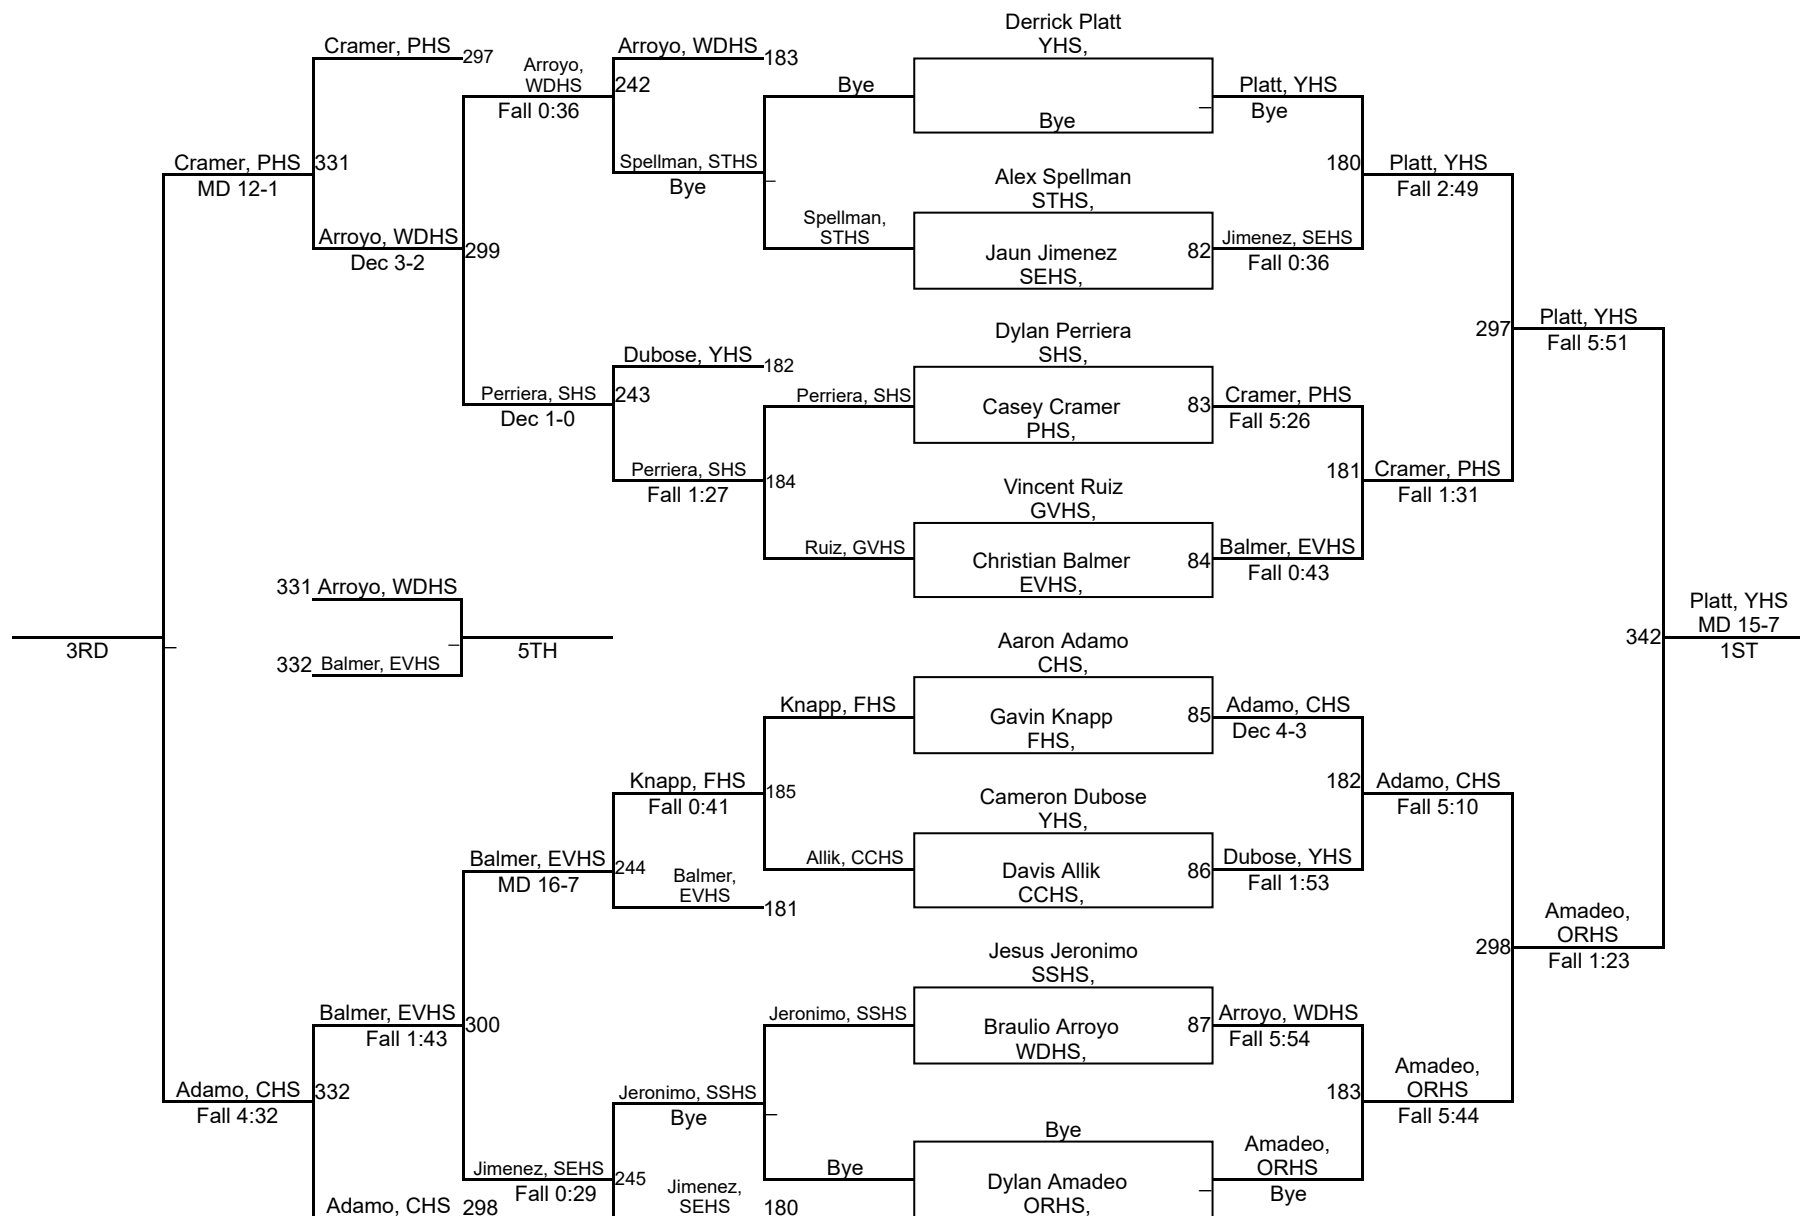 Derrick Platt
YHS,
Cramer, PHS
297
Arroyo,
WDHS
Fall 0:36
Arroyo, WDHS
183
242
Bye
Bye
Platt, YHS
Bye
Cramer, PHS
331
MD 12-1
Spellman, STHS
Bye
Alex Spellman
STHS,
180
Platt, YHS
Fall 2:49
Arroyo, WDHS
299
Dec 3-2
Spellman,
STHS
Jaun Jimenez
SEHS,
82
Jimenez, SEHS
Fall 0:36
Dylan Perriera
SHS,
297
Platt, YHS
Fall 5:51
Dubose, YHS
182
Perriera, SHS
243
Dec 1-0
Perriera, SHS
Casey Cramer
PHS,
83
Cramer, PHS
Fall 5:26
Perriera, SHS
184
Fall 1:27
Vincent Ruiz
GVHS,
181
Cramer, PHS
Fall 1:31
Ruiz, GVHS
Christian Balmer
EVHS,
84
Balmer, EVHS
Fall 0:43
331 Arroyo, WDHS
3RD
332 Balmer, EVHS
5TH
Aaron Adamo
CHS,
342
Platt, YHS
MD 15-7
1ST
Knapp, FHS
Gavin Knapp
FHS,
85
Adamo, CHS
Dec 4-3
Knapp, FHS
185
Fall 0:41
Cameron Dubose
YHS,
182
Adamo, CHS
Fall 5:10
Balmer, EVHS
244
MD 16-7
Balmer,
EVHS
181
Allik, CCHS
Davis Allik
CCHS,
86
Dubose, YHS
Fall 1:53
Jesus Jeronimo
SSHS,
298
Amadeo,
ORHS
Fall 1:23
Balmer, EVHS
300
Fall 1:43
Jeronimo, SSHS
Braulio Arroyo
WDHS,
87
Arroyo, WDHS
Fall 5:54
Adamo, CHS
332
Fall 4:32
Jeronimo, SSHS
Bye
Bye
183
Amadeo,
ORHS
Fall 5:44
Jimenez, SEHS
245
Fall 0:29
Adamo, CHS
298
Jimenez,
SEHS
180
Bye
Dylan Amadeo
ORHS,
Amadeo,
ORHS
Bye